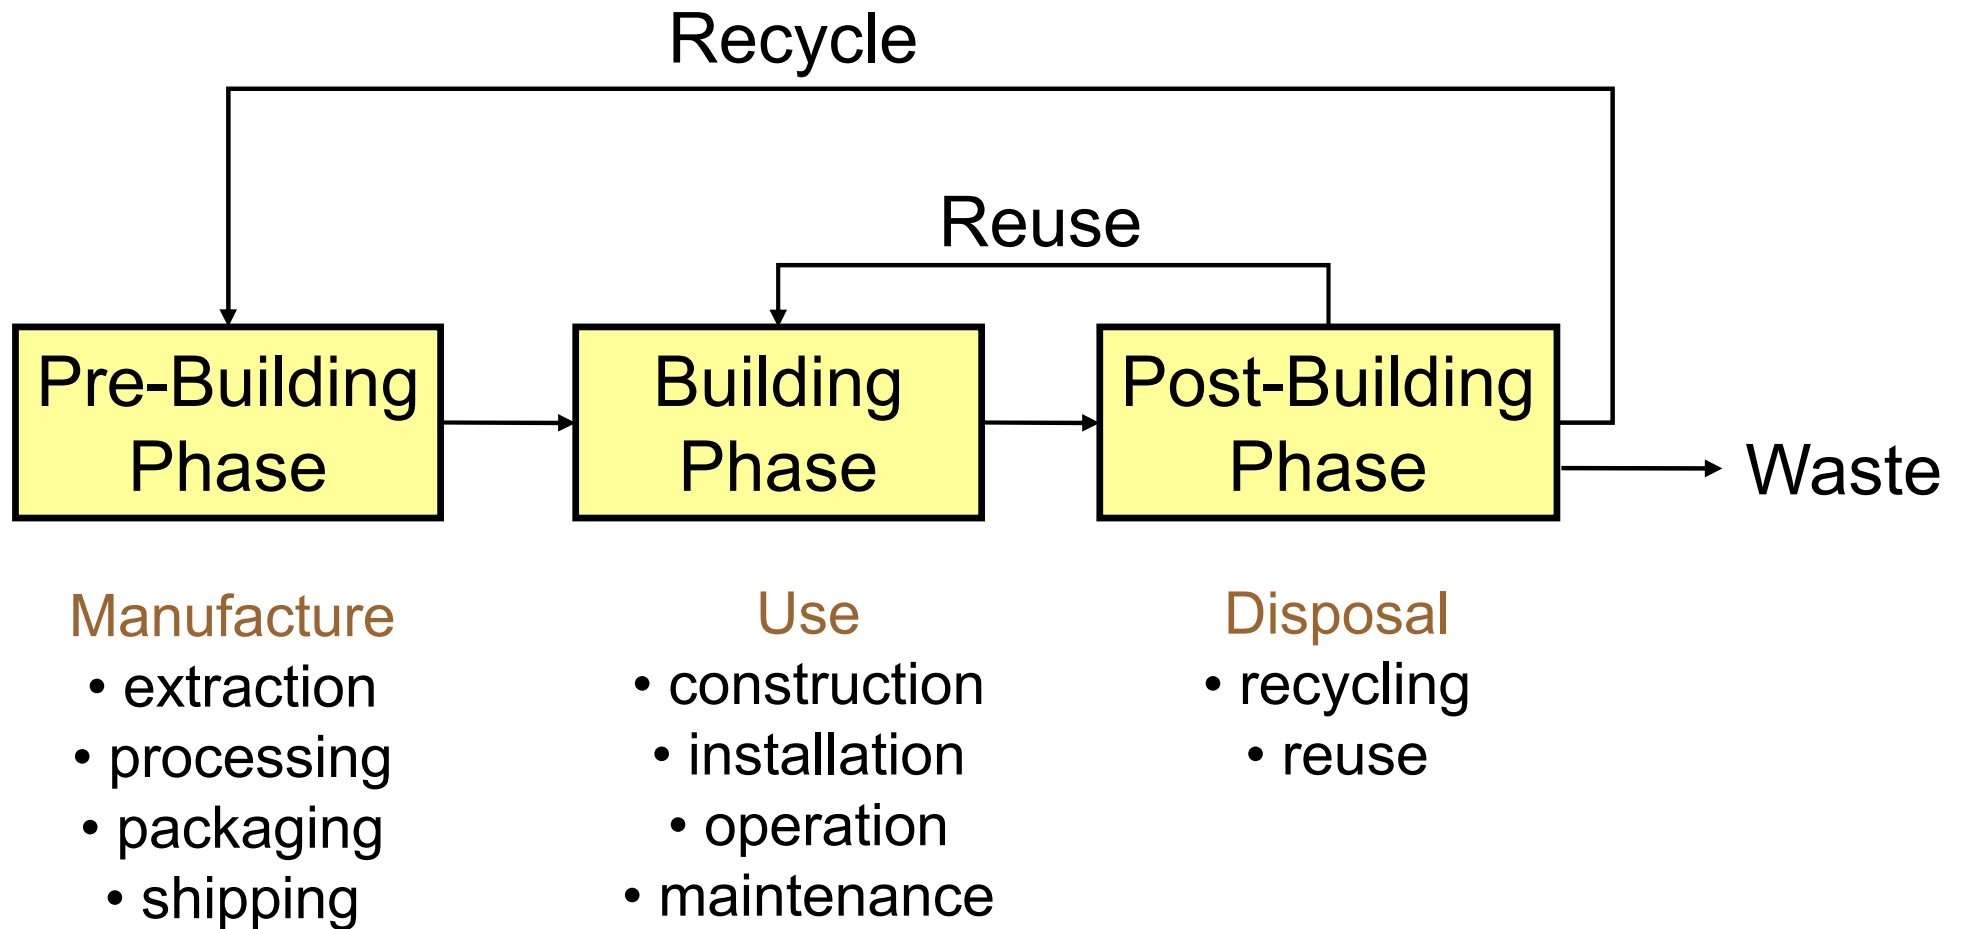 Recycle
Reuse
Pre-Building
Phase
Building
Phase
Post-Building
Phase
Waste
Manufacture
• extraction
• processing
• packaging
• shipping
Use
• construction
• installation
• operation
• maintenance
Disposal
• recycling
• reuse